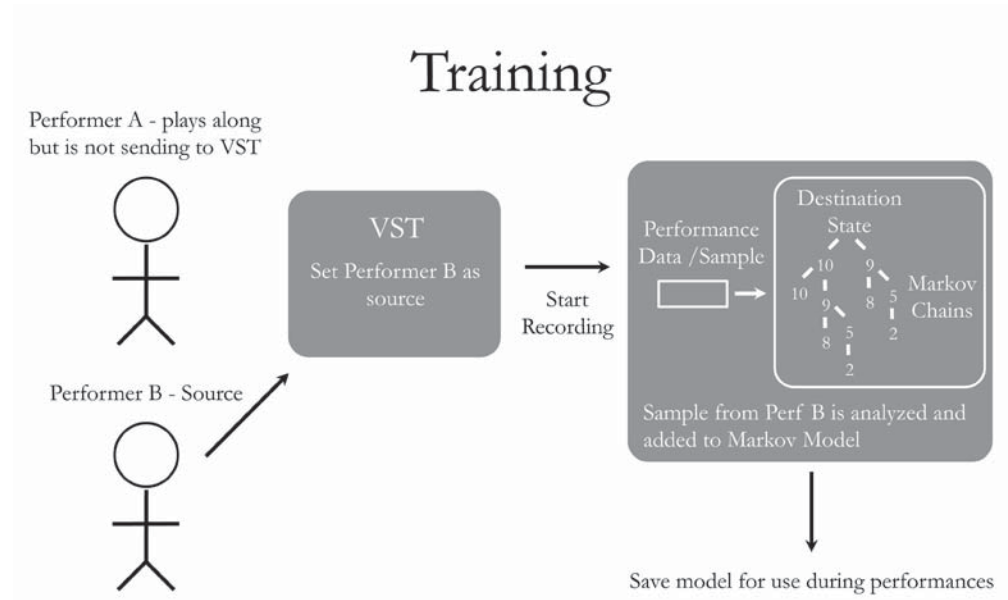 Training
Performer A - plays along
but is not sending to VST
Performer B - Source
VST
Set Performer B as
source
Start
Recording
Performance
Data /Sample
Destination
State
10 9
10 9 8 5
8 5 2
2
Markov
Chains
Sample from Perf B is analyzed and
added to Markov Model
Save model for use during performances